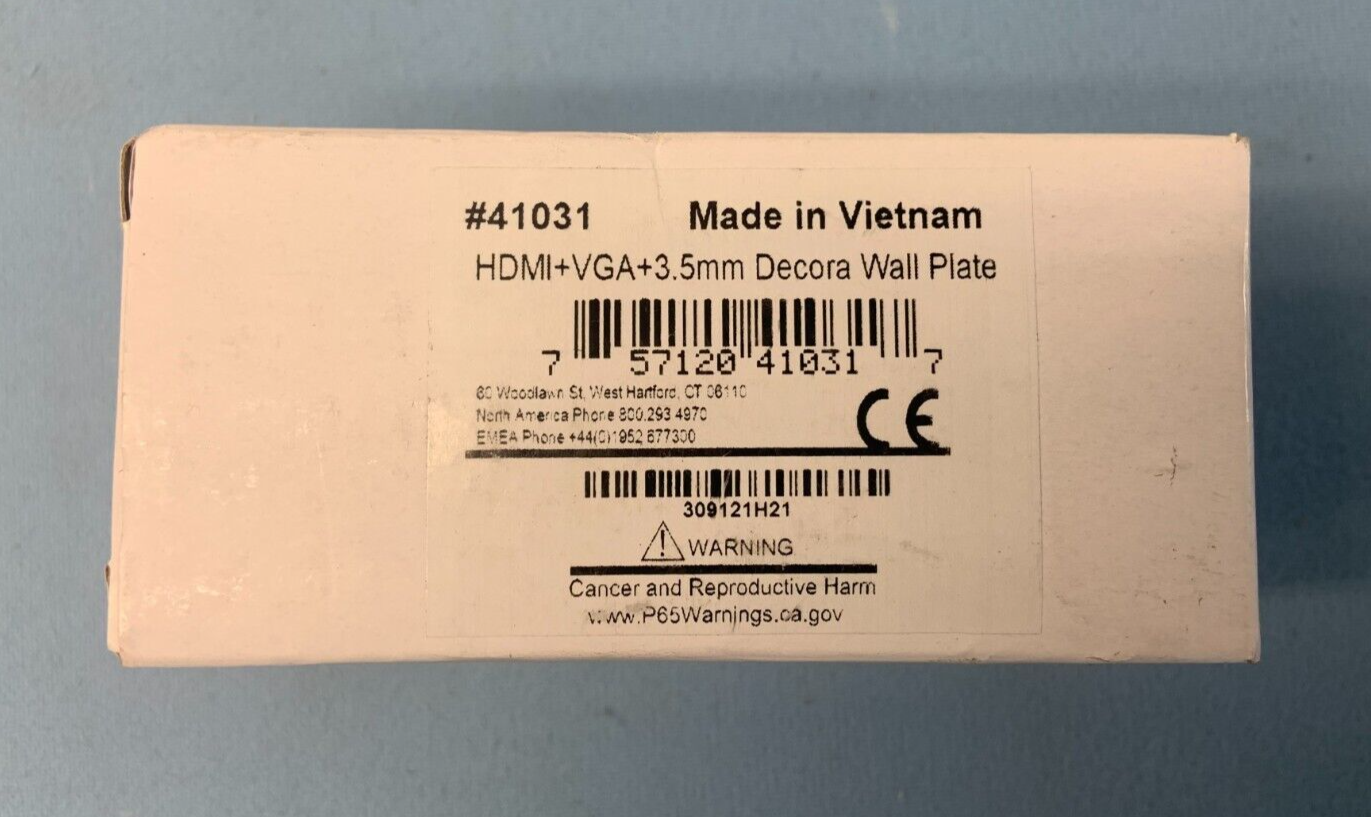 #41031 Made in Vietnam
HDMI+VGA+3.5mm Decora Wall Plate
7 57120 41031 7
60 Woodlawn St, West Hartford, CT 06110
North America Phone 800.293.4970
EMEA Phone +44(0)1952 677300
CE
309121H21
WARNING
Cancer and Reproductive Harm
www.P65Warnings.ca.gov